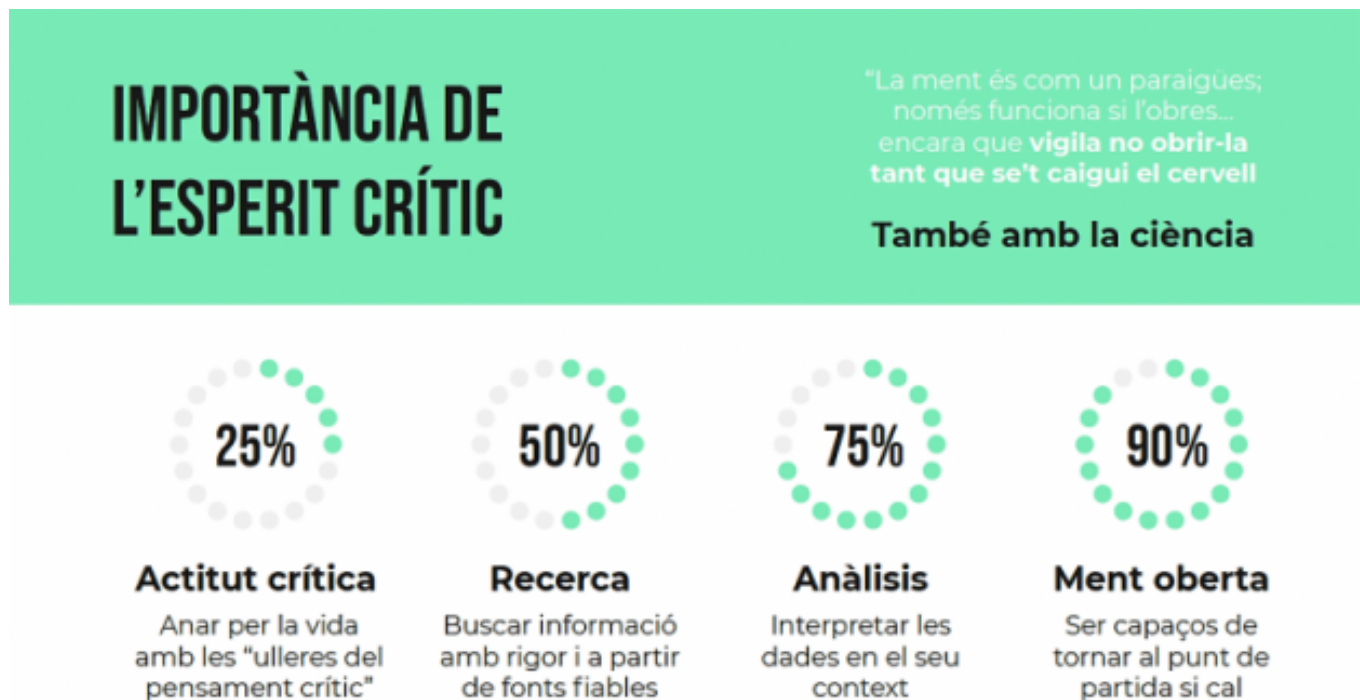 IMPORTÀNCIA DE
L'ESPERIT CRÍTIC
“La ment és com un paraigües;
només funciona si l'obres...
encara que vigila no obrir-la
tant que se't caigui el cervell
També amb la ciència
25%
50%
75%
90%
Actitut crítica
Anar per la vida
amb les “ulleres del
pensament crític”
Recerca
Buscar informació
amb rigor i a partir
de fonts fiables
Anàlisis
Interpretar les
dades en el seu
context
Ment oberta
Ser capaços de
tornar al punt de
partida si cal